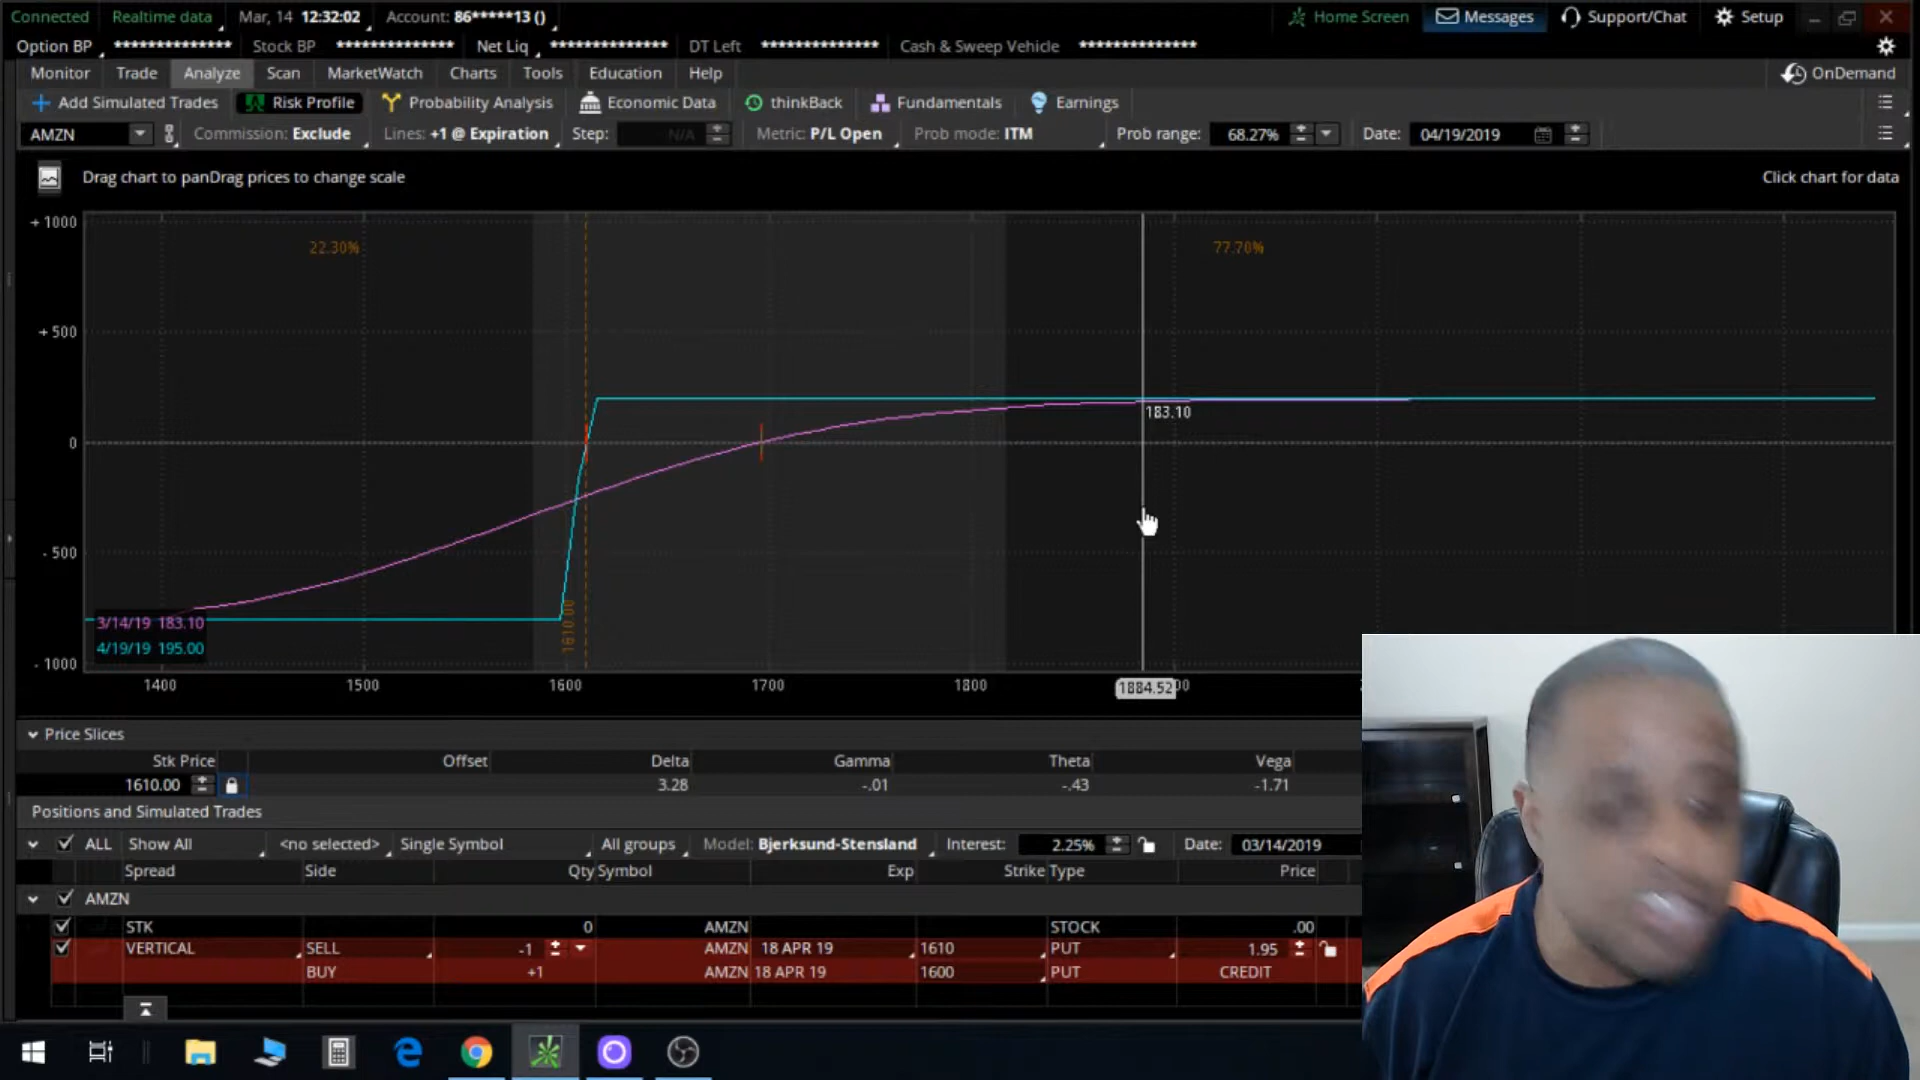 Connected Realtime data Mar, 14 12:32:02 Account: 86*****13 () Home Screen Messages Support/Chat Setup
Option BP ************** Stock BP ************** Net Liq ************** DT Left ************** Cash & Sweep Vehicle **************
Monitor Trade Analyze Scan MarketWatch Charts Tools Education Help OnDemand
Add Simulated Trades Risk Profile Probability Analysis Economic Data thinkBack Fundamentals Earnings
AMZN Commission: Exclude Lines: +1 @ Expiration Step: N/A Metric: P/L Open Prob mode: ITM Prob range: 68.27% Date: 04/19/2019
Drag chart to panDrag prices to change scale Click chart for data
+1000
22.30% 77.70%
+500
183.10
0
-500
1610.00
3/14/19 183.10
4/19/19 195.00
-1000
1400 1500 1600 1700 1800 1884.52
Price Slices
Stk Price Offset Delta Gamma Theta Vega
1610.00 3.28 -.01 -.43 -1.71
Positions and Simulated Trades
ALL Show All <no selected> Single Symbol All groups Model: Bjerksund-Stensland Interest: 2.25% Date: 03/14/2019
Spread Side Qty Symbol Exp Strike Type Price
AMZN
STK 0 AMZN STOCK .00
VERTICAL SELL -1 AMZN 18 APR 19 1610 PUT 1.95
BUY +1 AMZN 18 APR 19 1600 PUT CREDIT